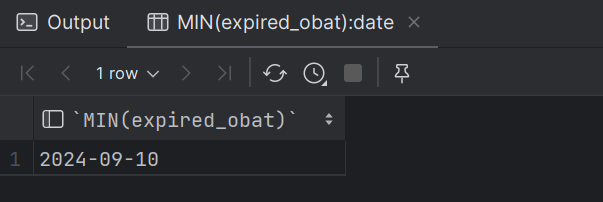 Output
MIN(expired_obat):date
1 row
`MIN(expired_obat)`
1 2024-09-10